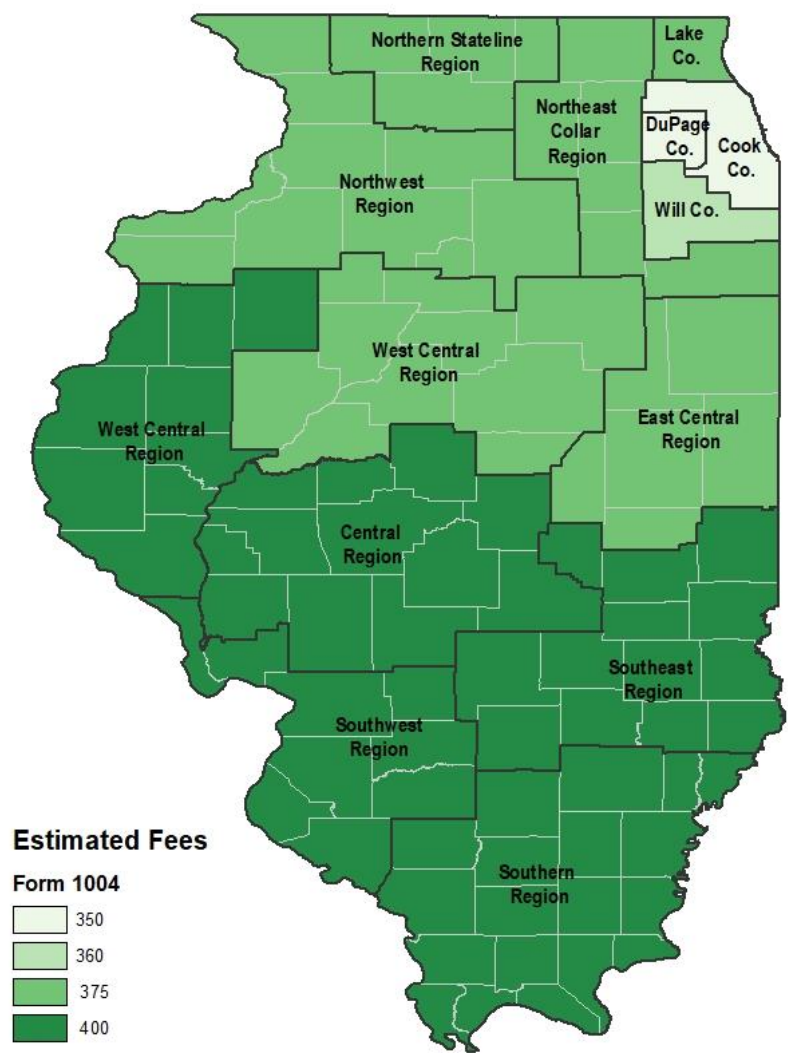 Northern Stateline
Region
Lake
Co.
Northeast
Collar
Region
DuPage
Co.
Cook
Co.
Northwest
Region
Will Co.
West Central
Region
East Central
Region
West Central
Region
Central
Region
Southeast
Region
Southwest
Region
Southern
Region
Estimated Fees
Form 1004
350
360
375
400